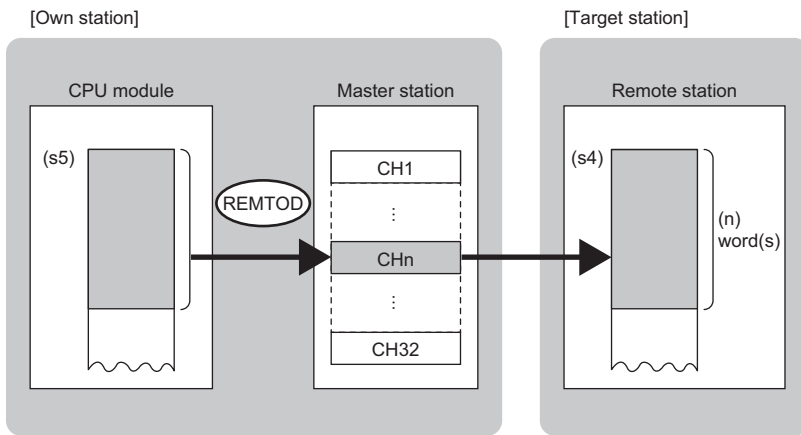 [Own station]
[Target station]
CPU module
Master station
Remote station
(s5)
REMTOD
CH1
⋮
CHn
⋮
CH32
(s4)
(n)
word(s)